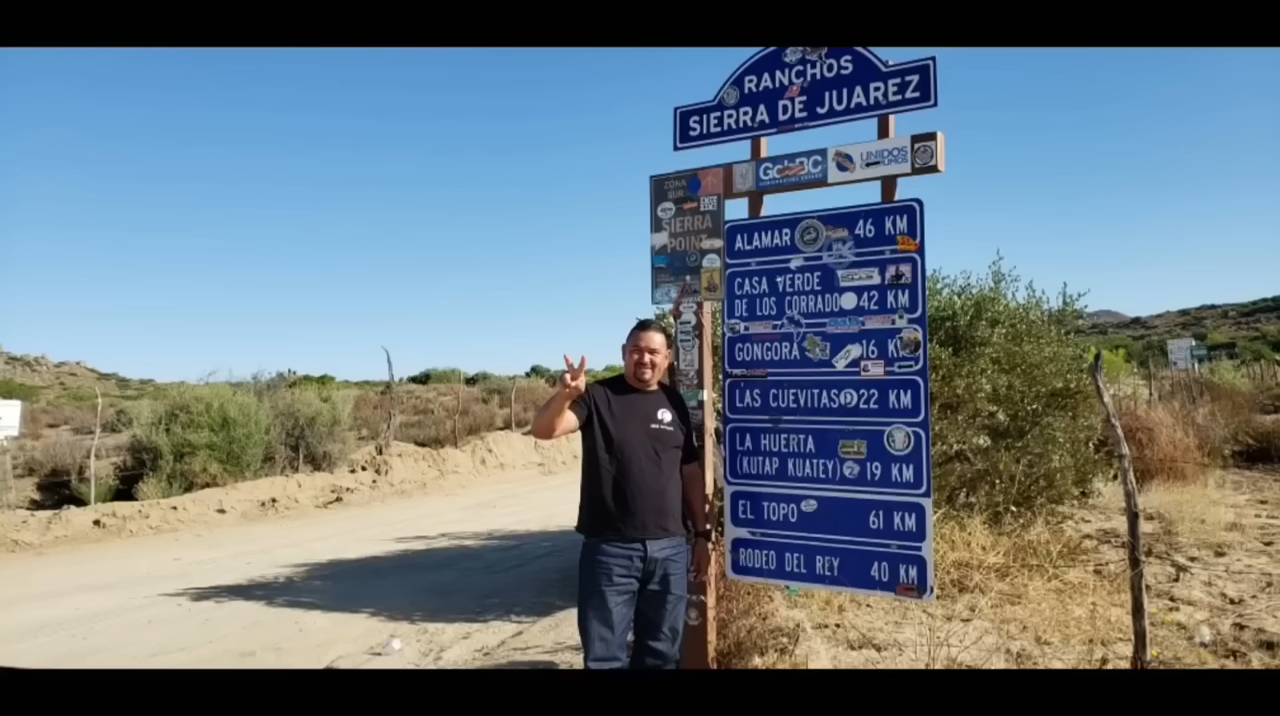 RANCHOS
SIERRA DE JUAREZ
GobBC
UNIDOS
ZONA
SUR
SIERRA
POINT
ALAMAR 46 KM
CASA VERDE
DE LOS CORRADO 42 KM
GONGORA 16 K
LAS CUEVITAS 22 KM
LA HUERTA
(KUTAP KUATEY) 19 KM
EL TOPO 61 KM
RODEO DEL REY 40 KM